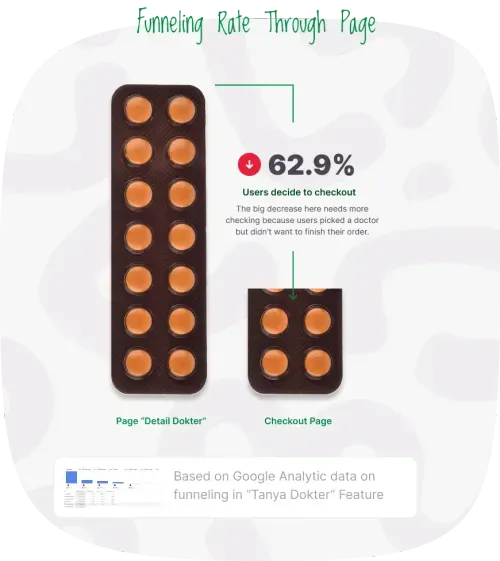 Funneling Rate Through Page
62.9%
Users decide to checkout
The big decrease here needs more
checking because users picked a doctor
but didn't want to finish their order.
Page "Detail Dokter"
Checkout Page
Based on Google Analytic data on
funneling in "Tanya Dokter" Feature